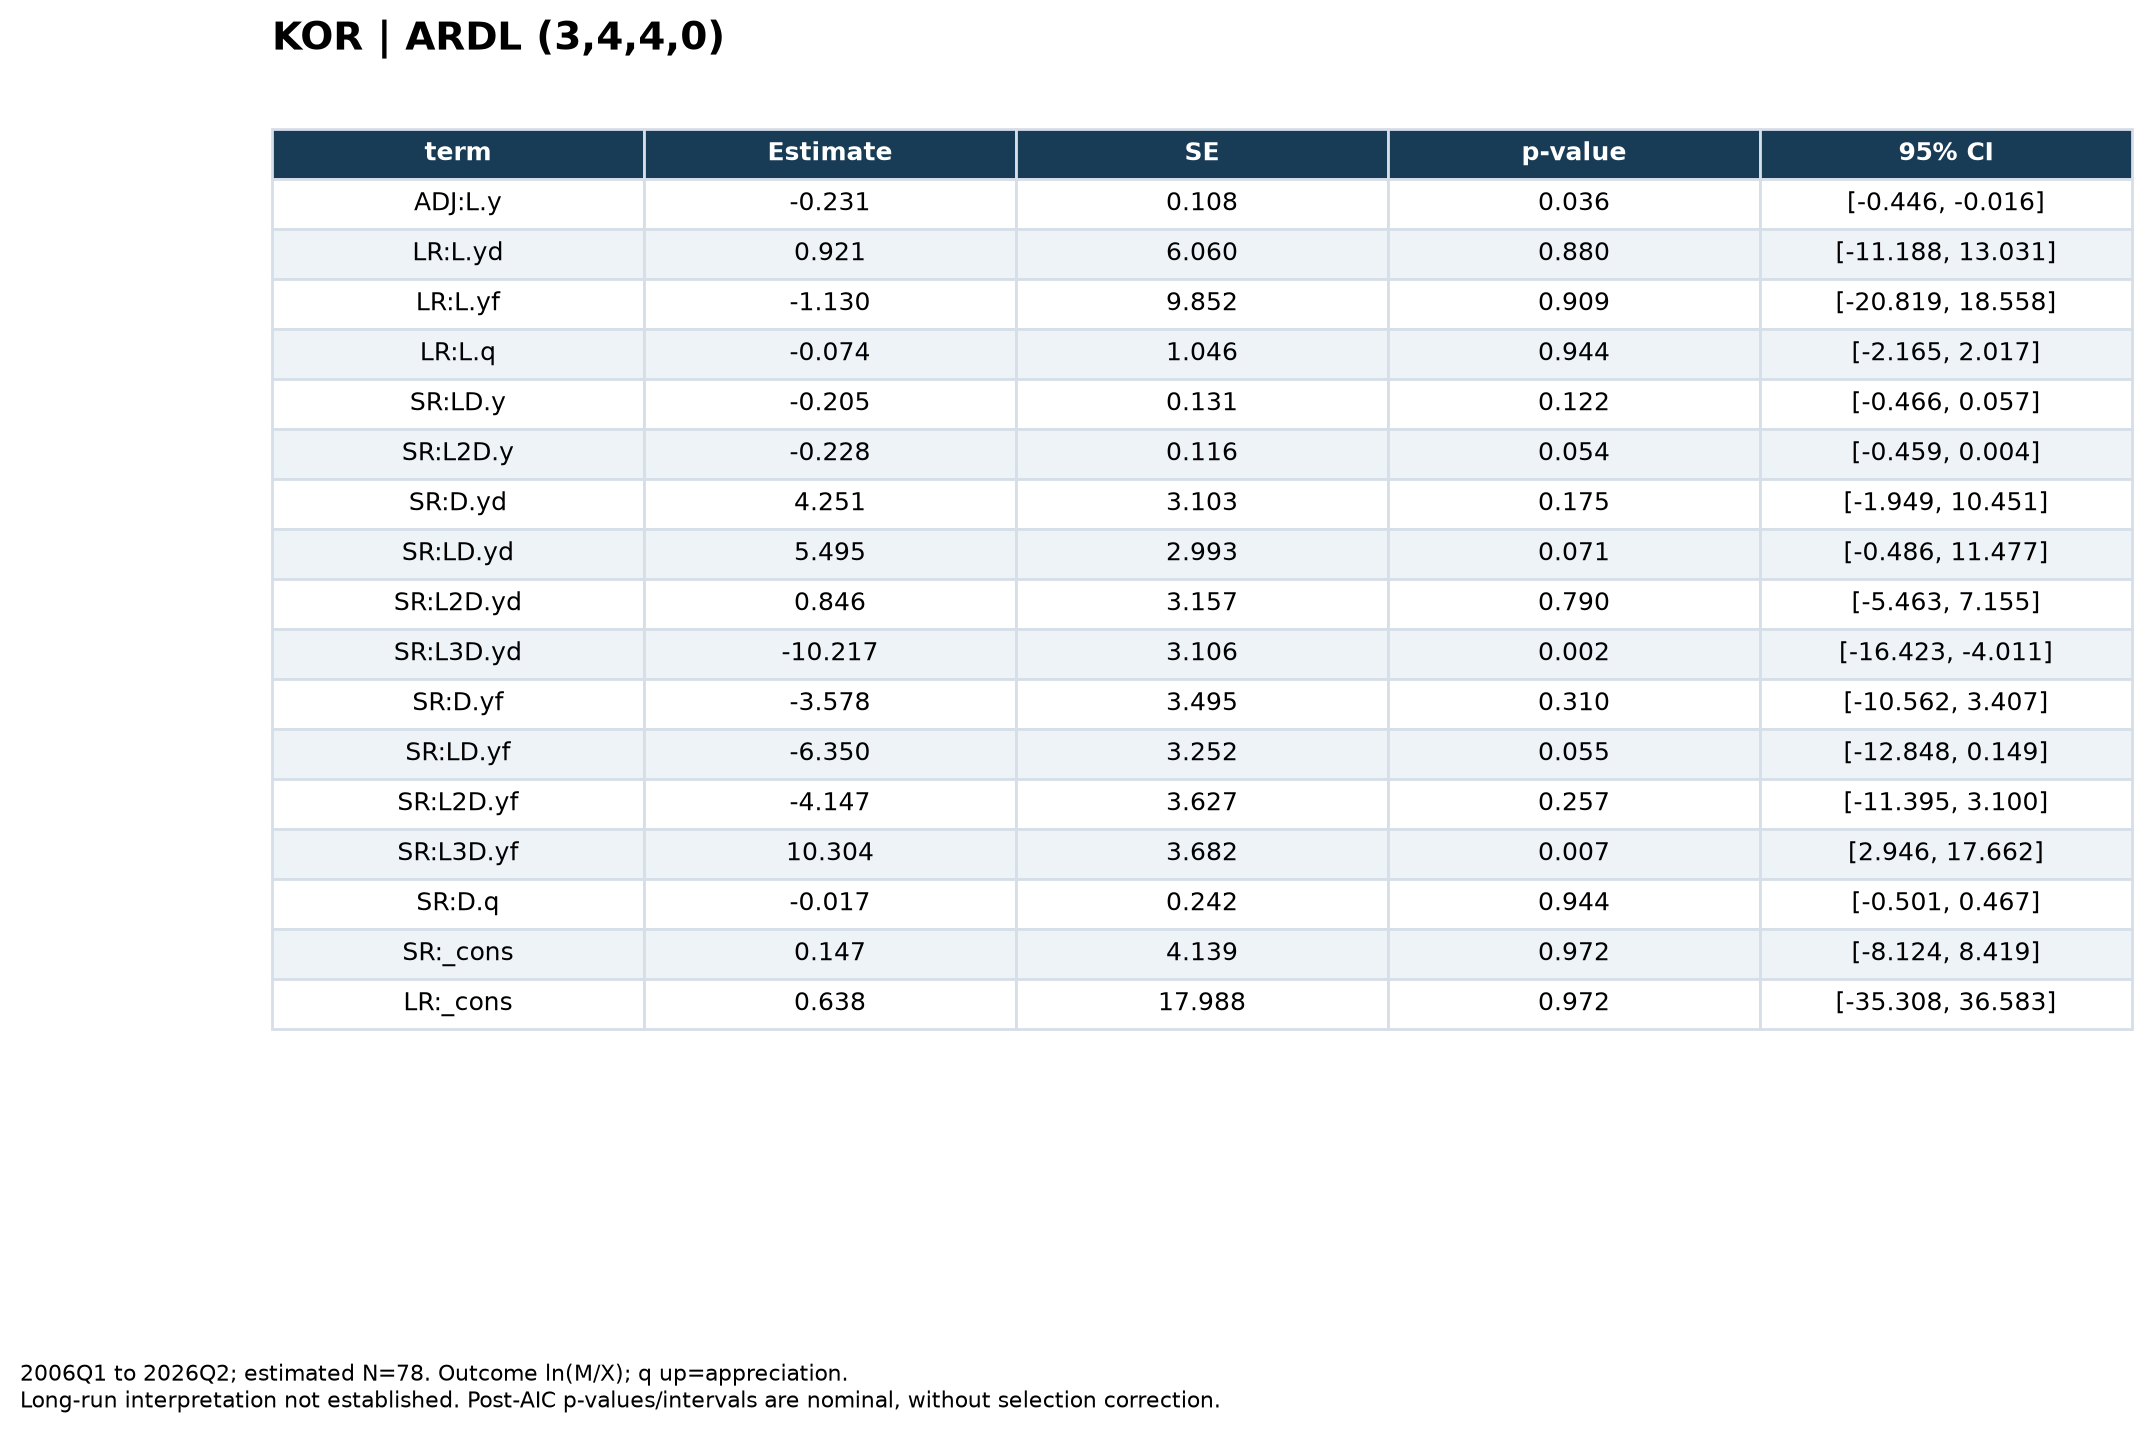 KOR | ARDL (3,4,4,0)
term Estimate SE p-value 95% CI
ADJ:L.y -0.231 0.108 0.036 [-0.446, -0.016]
LR:L.yd 0.921 6.060 0.880 [-11.188, 13.031]
LR:L.yf -1.130 9.852 0.909 [-20.819, 18.558]
LR:L.q -0.074 1.046 0.944 [-2.165, 2.017]
SR:LD.y -0.205 0.131 0.122 [-0.466, 0.057]
SR:L2D.y -0.228 0.116 0.054 [-0.459, 0.004]
SR:D.yd 4.251 3.103 0.175 [-1.949, 10.451]
SR:LD.yd 5.495 2.993 0.071 [-0.486, 11.477]
SR:L2D.yd 0.846 3.157 0.790 [-5.463, 7.155]
SR:L3D.yd -10.217 3.106 0.002 [-16.423, -4.011]
SR:D.yf -3.578 3.495 0.310 [-10.562, 3.407]
SR:LD.yf -6.350 3.252 0.055 [-12.848, 0.149]
SR:L2D.yf -4.147 3.627 0.257 [-11.395, 3.100]
SR:L3D.yf 10.304 3.682 0.007 [2.946, 17.662]
SR:D.q -0.017 0.242 0.944 [-0.501, 0.467]
SR:_cons 0.147 4.139 0.972 [-8.124, 8.419]
LR:_cons 0.638 17.988 0.972 [-35.308, 36.583]
2006Q1 to 2026Q2; estimated N=78. Outcome ln(M/X); q up=appreciation.
Long-run interpretation not established. Post-AIC p-values/intervals are nominal, without selection correction.